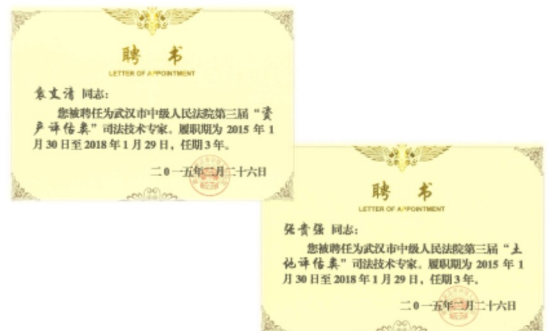 聘书
LETTER OF APPOINTMENT
袁文清 同志：
您被聘任为武汉市中级人民法院第三届“资
产评估类”司法技术专家。履职期为 2015 年 1
月 30 日至 2018 年 1 月 29 日，任期 3 年。
二〇一五年二月二十六日
聘书
LETTER OF APPOINTMENT
张贵强 同志：
您被聘任为武汉市中级人民法院第三届“土
地评估类”司法技术专家。履职期为 2015 年 1
月 30 日至 2018 年 1 月 29 日，任期 3 年。
二〇一五年二月二十六日